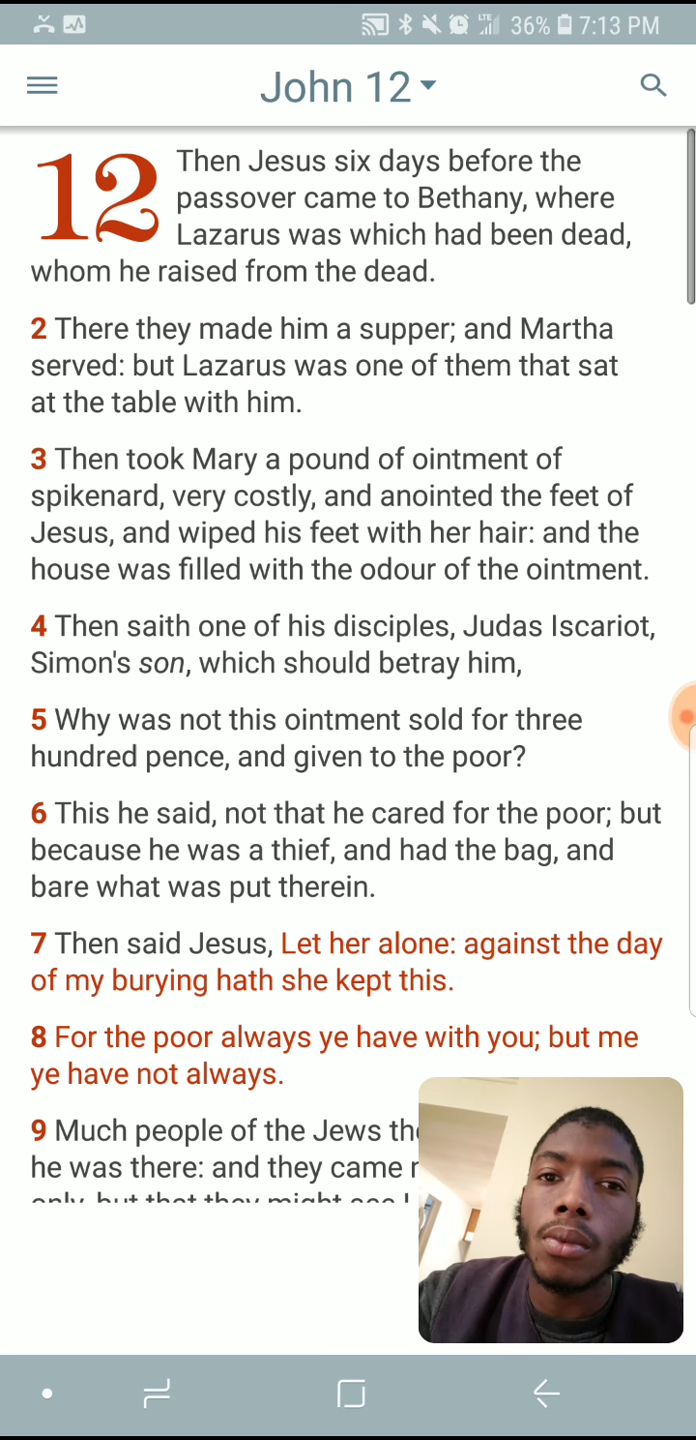 LTE 36% 7:13 PM
John 12
12 Then Jesus six days before the
passover came to Bethany, where
Lazarus was which had been dead,
whom he raised from the dead.
2 There they made him a supper; and Martha
served: but Lazarus was one of them that sat
at the table with him.
3 Then took Mary a pound of ointment of
spikenard, very costly, and anointed the feet of
Jesus, and wiped his feet with her hair: and the
house was filled with the odour of the ointment.
4 Then saith one of his disciples, Judas Iscariot,
Simon's son, which should betray him,
5 Why was not this ointment sold for three
hundred pence, and given to the poor?
6 This he said, not that he cared for the poor; but
because he was a thief, and had the bag, and
bare what was put therein.
7 Then said Jesus, Let her alone: against the day
of my burying hath she kept this.
8 For the poor always ye have with you; but me
ye have not always.
9 Much people of the Jews
he was there: and they came
only, but that they might see